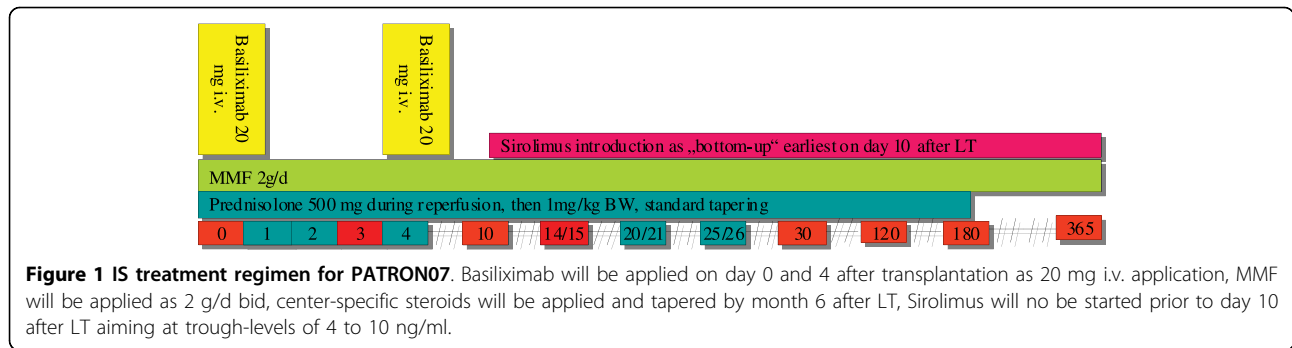 Basiliximab 20
mg i.v.
Basiliximab 20
mg i.v.
Sirolimus introduction as „bottom-up“ earliest on day 10 after LT
MMF 2g/d
Prednisolone 500 mg during reperfusion, then 1mg/kg BW, standard tapering
0 1 2 3 4 10 14/15 20/21 25/26 30 120 180 365
Figure 1 IS treatment regimen for PATRON07. Basiliximab will be applied on day 0 and 4 after transplantation as 20 mg i.v. application, MMF
will be applied as 2 g/d bid, center-specific steroids will be applied and tapered by month 6 after LT, Sirolimus will no be started prior to day 10
after LT aiming at trough-levels of 4 to 10 ng/ml.